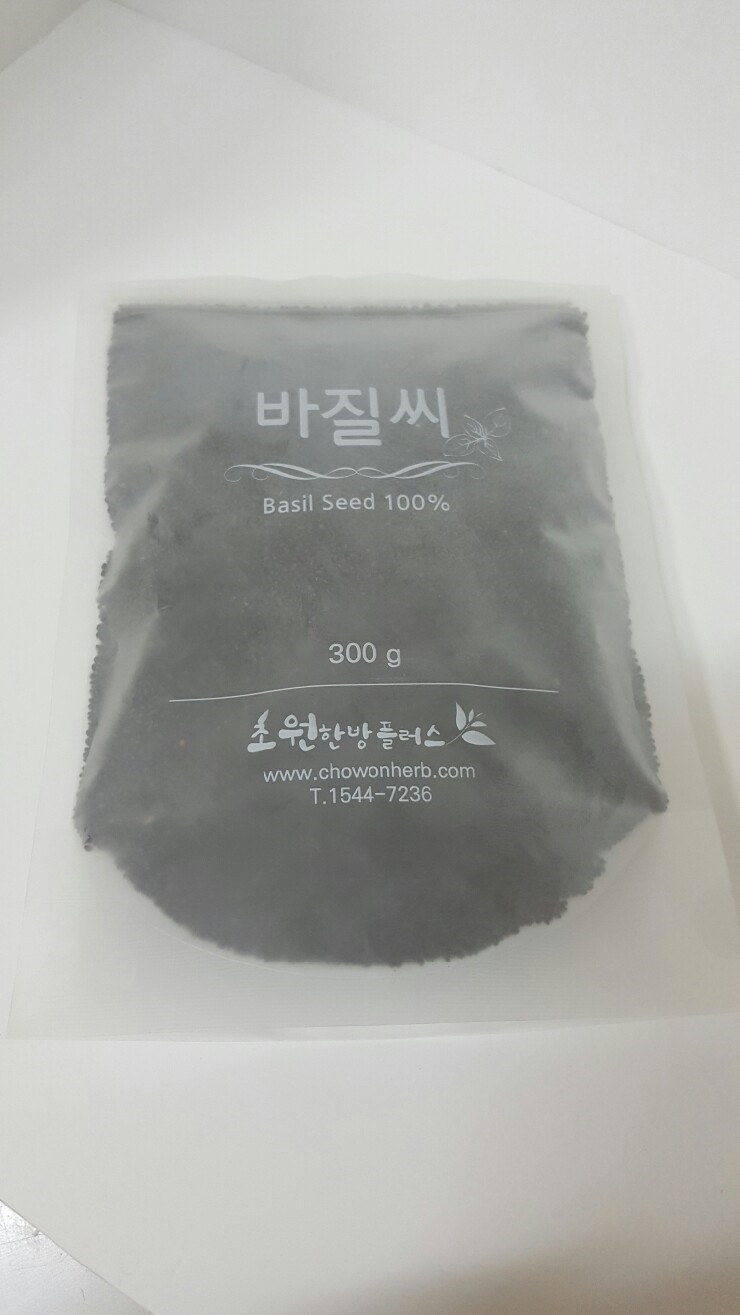 바질씨
Basil Seed 100%
300 g
초원한방플러스
www.chowonherb.com
T.1544-7236